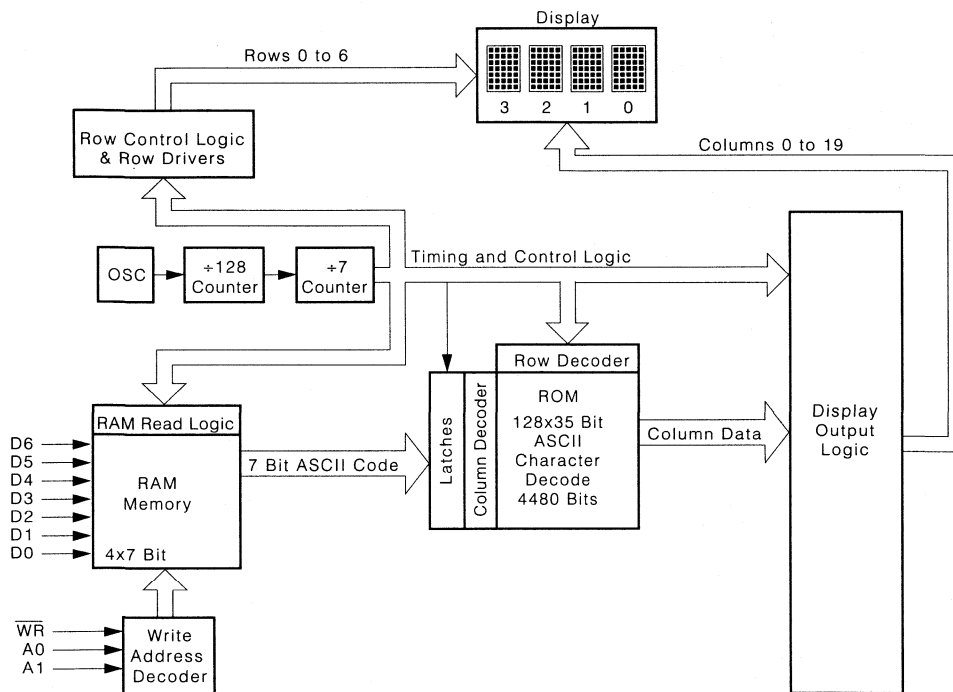 Display
Rows 0 to 6
3 2 1 0
Row Control Logic
& Row Drivers
Columns 0 to 19
Timing and Control Logic
OSC
÷128
Counter
÷7
Counter
Row Decoder
Latches
Column Decoder
ROM
128x35 Bit
ASCII
Character
Decode
4480 Bits
Column Data
Display
Output
Logic
RAM Read Logic
D6
D5
D4
D3
D2
D1
D0
RAM
Memory
4x7 Bit
7 Bit ASCII Code
W̅R̅
A0
A1
Write
Address
Decoder